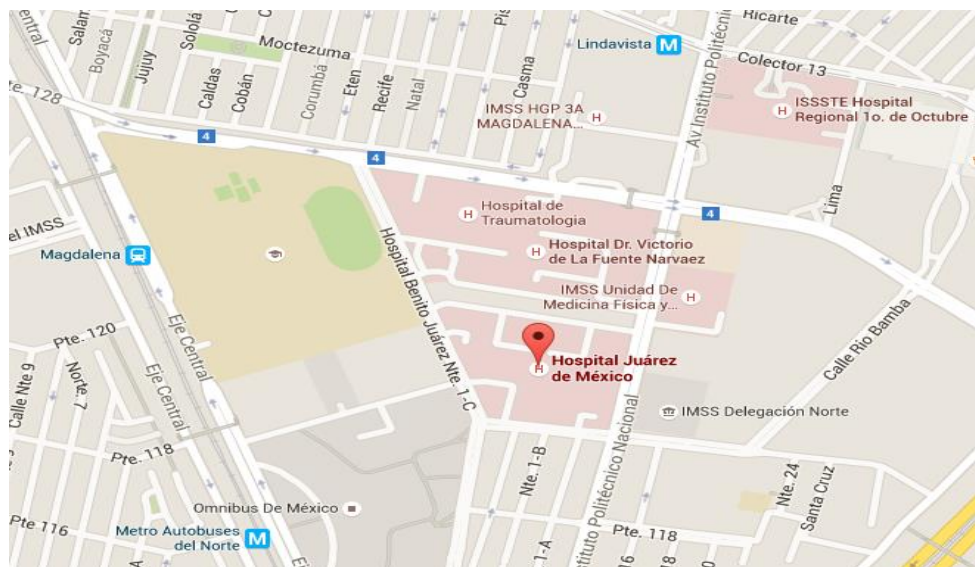 Eje Central
Salam
Boyacá
Jujuy
Sololá
Moctezuma
Caldas
Cobán
Corumbá
Eten
Recife
Natal
Casma
Lindavista
M
Ricarte
Colector 13
Av Instituto Politécnico
te. 128
4
4
4
IMSS HGP 3A
MAGDALENA...
H
H
ISSSTE Hospital
Regional 1o. de Octubre
Lima
Hospital de
Traumatologia
H
Hospital Dr. Victorio
de La Fuente Narvaez
H
IMSS Unidad De
Medicina Física y...
H
Hospital Juárez
de México
H
el IMSS
Magdalena
Hospital Benito Juárez Nte. 1-C
Pte. 120
Calle Nte 9
Norte. 7
Eje Central
Eje Central
Calle Rio Bamba
IMSS Delegación Norte
Pte. 118
Omnibus De México
Nte. 1-B
Instituto Politécnico Nacional
Nte. 24
Santa Cruz
Pte 116
Metro Autobuses
del Norte
M
Pte. 118
1-A
16
18
20